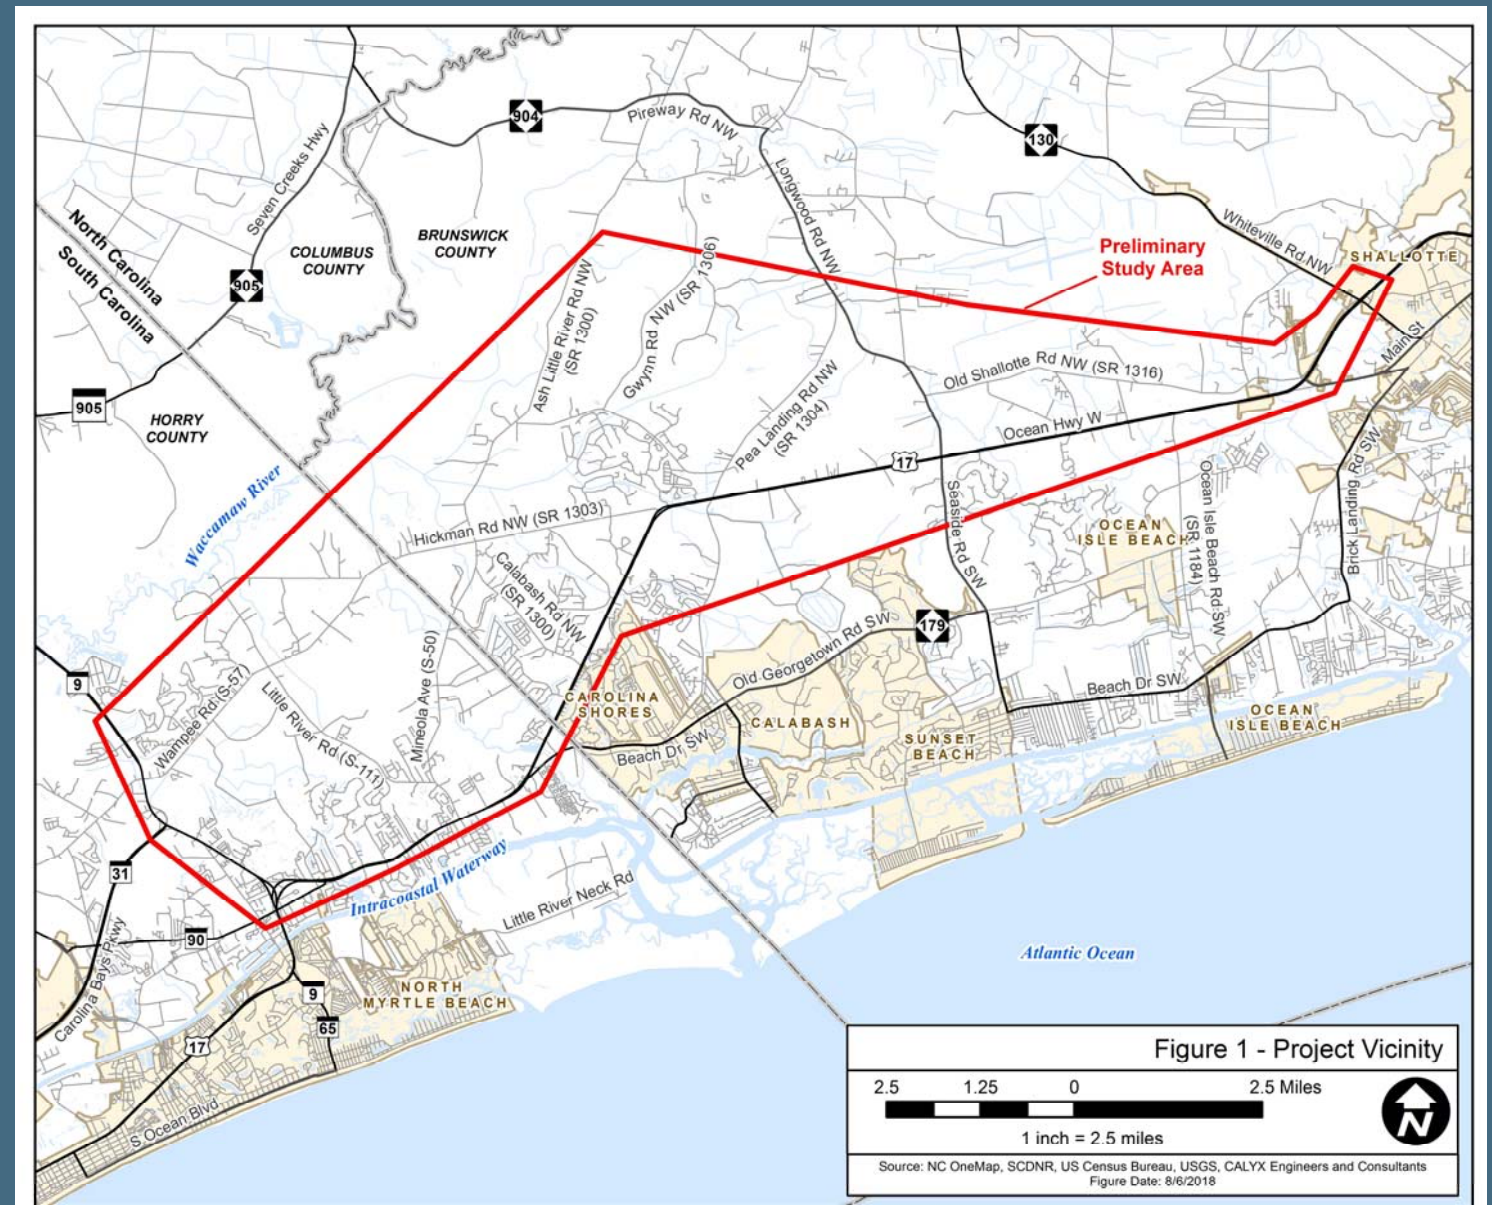 904
Pireway Rd NW
130
Seven Creeks Hwy
Longwood Rd NW
North Carolina
South Carolina
COLUMBUS
COUNTY
BRUNSWICK
COUNTY
Whiteville Rd NW
Preliminary
Study Area
SHALLOTTE
905
Ash Little River Rd NW
(SR 1300)
Gwynn Rd NW (SR 1306)
Main St
Old Shallotte Rd NW (SR 1316)
905
HORRY
COUNTY
Pea Landing Rd NW
(SR 1304)
Ocean Hwy W
17
Waccamaw River
Hickman Rd NW (SR 1303)
Seaside Rd SW
OCEAN
ISLE BEACH
Ocean Isle Beach Rd SW
(SR 1184)
Brick Landing Rd SW
Calabash Rd NW
(SR 1300)
179
Old Georgetown Rd SW
9
Wampee Rd (S-57)
Little River Rd (S-111)
Mineola Ave (S-50)
CAROLINA
SHORES
CALABASH
Beach Dr SW
Beach Dr SW
SUNSET
BEACH
OCEAN
ISLE BEACH
31
Intracoastal Waterway
Little River Neck Rd
90
Carolina Bays Pkwy
Atlantic Ocean
9
NORTH
MYRTLE BEACH
65
17
S Ocean Blvd
Figure 1 - Project Vicinity
2.5 1.25 0 2.5 Miles
1 inch = 2.5 miles
N
Source: NC OneMap, SCDNR, US Census Bureau, USGS, CALYX Engineers and Consultants
Figure Date: 8/6/2018